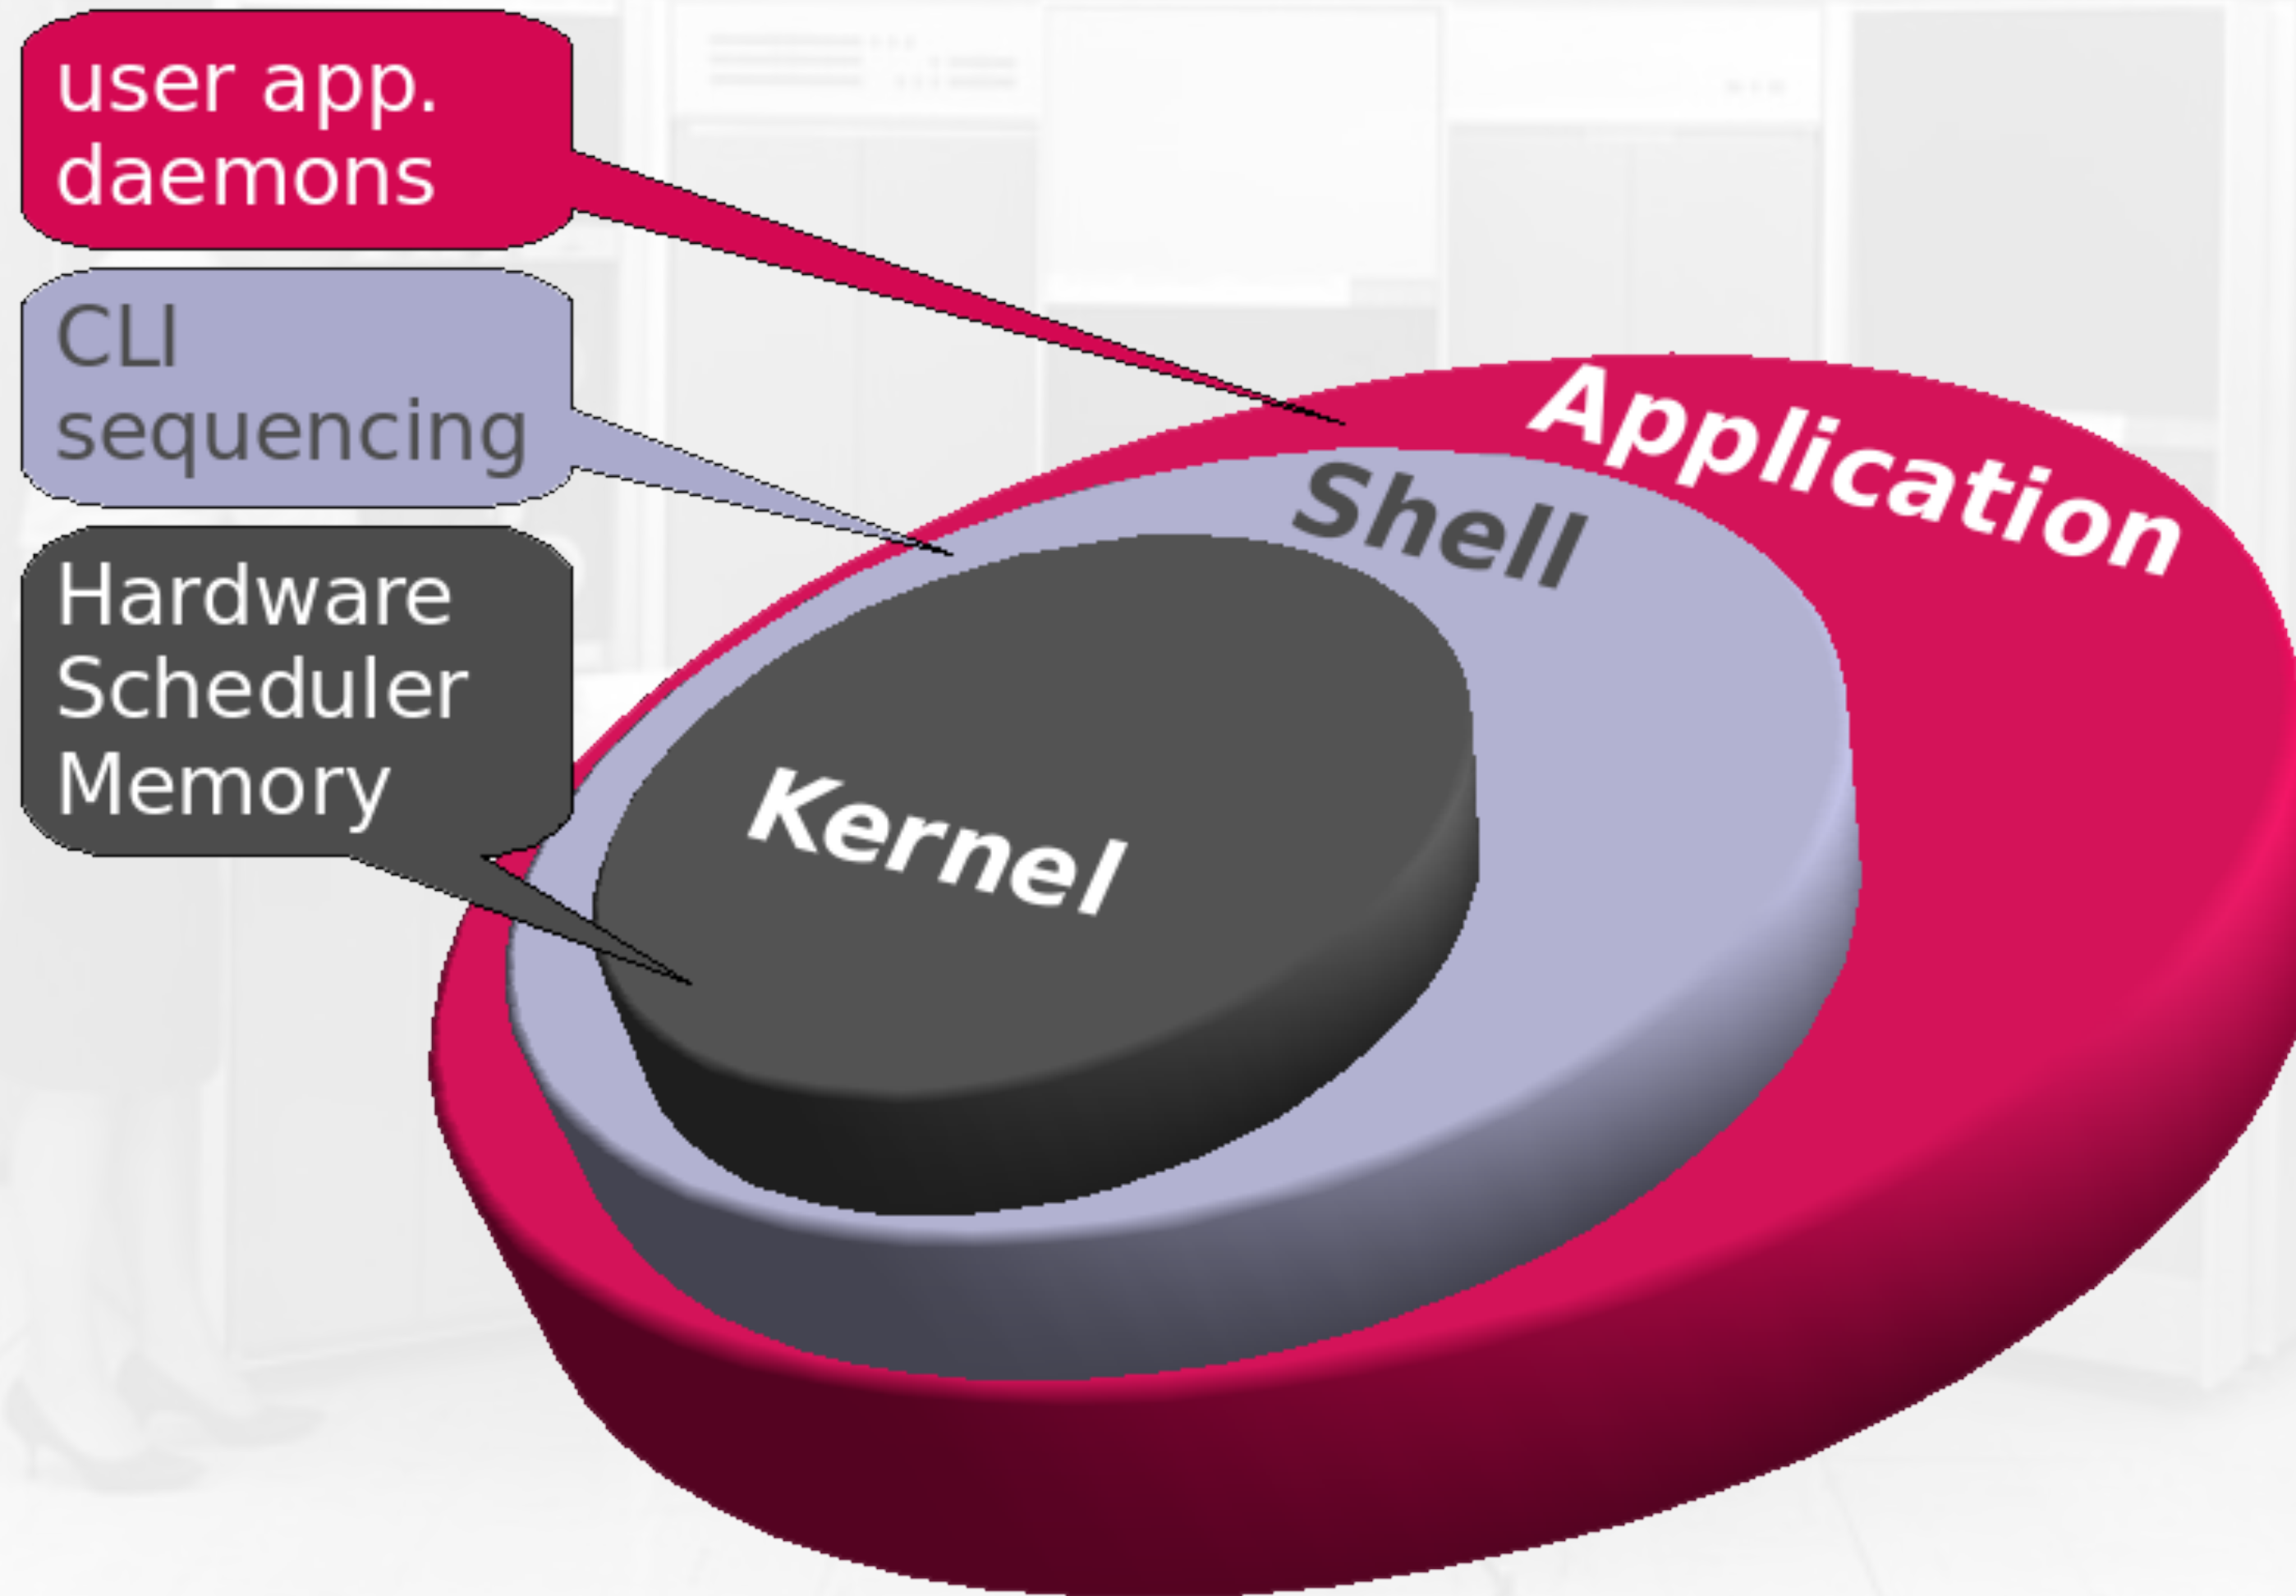 user app.
daemons
CLI
sequencing
Hardware
Scheduler
Memory
Application
Shell
Kernel